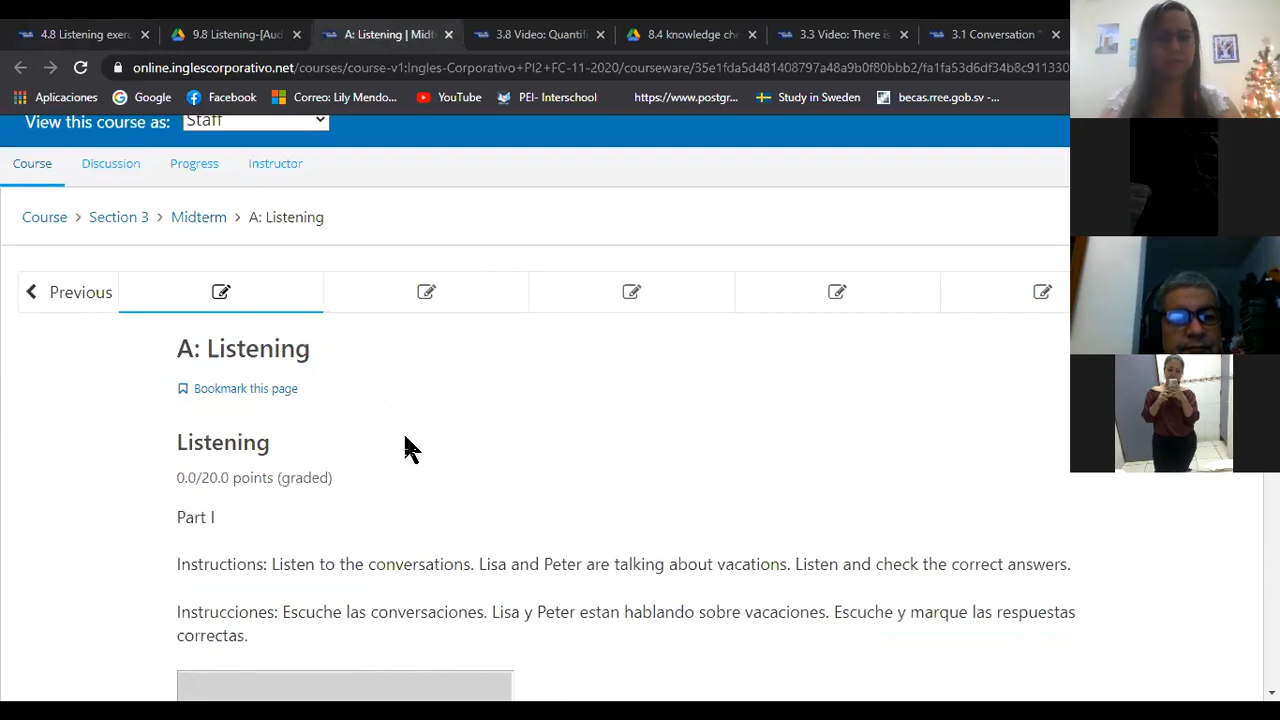 4.8 Listening exerc
9.8 Listening-[Aud
A: Listening | Midte
3.8 Video: Quantifi
8.4 knowledge che
3.3 Video: There is
3.1 Conversation "
online.inglescorporativo.net/courses/course-v1:Ingles-Corporativo+PI2+FC-11-2020/courseware/35e1fda5d481408797a48a9b0f80bbb2/fa1fa53d6df34b8c911330
Aplicaciones
Google
Facebook
Correo: Lily Mendo...
YouTube
PEI- Interschool
https://www.postgr...
Study in Sweden
becas.rree.gob.sv -...
View this course as:
Staff
Course
Discussion
Progress
Instructor
Course > Section 3 > Midterm > A: Listening
Previous
A: Listening
Bookmark this page
Listening
0.0/20.0 points (graded)
Part I
Instructions: Listen to the conversations. Lisa and Peter are talking about vacations. Listen and check the correct answers.
Instrucciones: Escuche las conversaciones. Lisa y Peter estan hablando sobre vacaciones. Escuche y marque las respuestas
correctas.